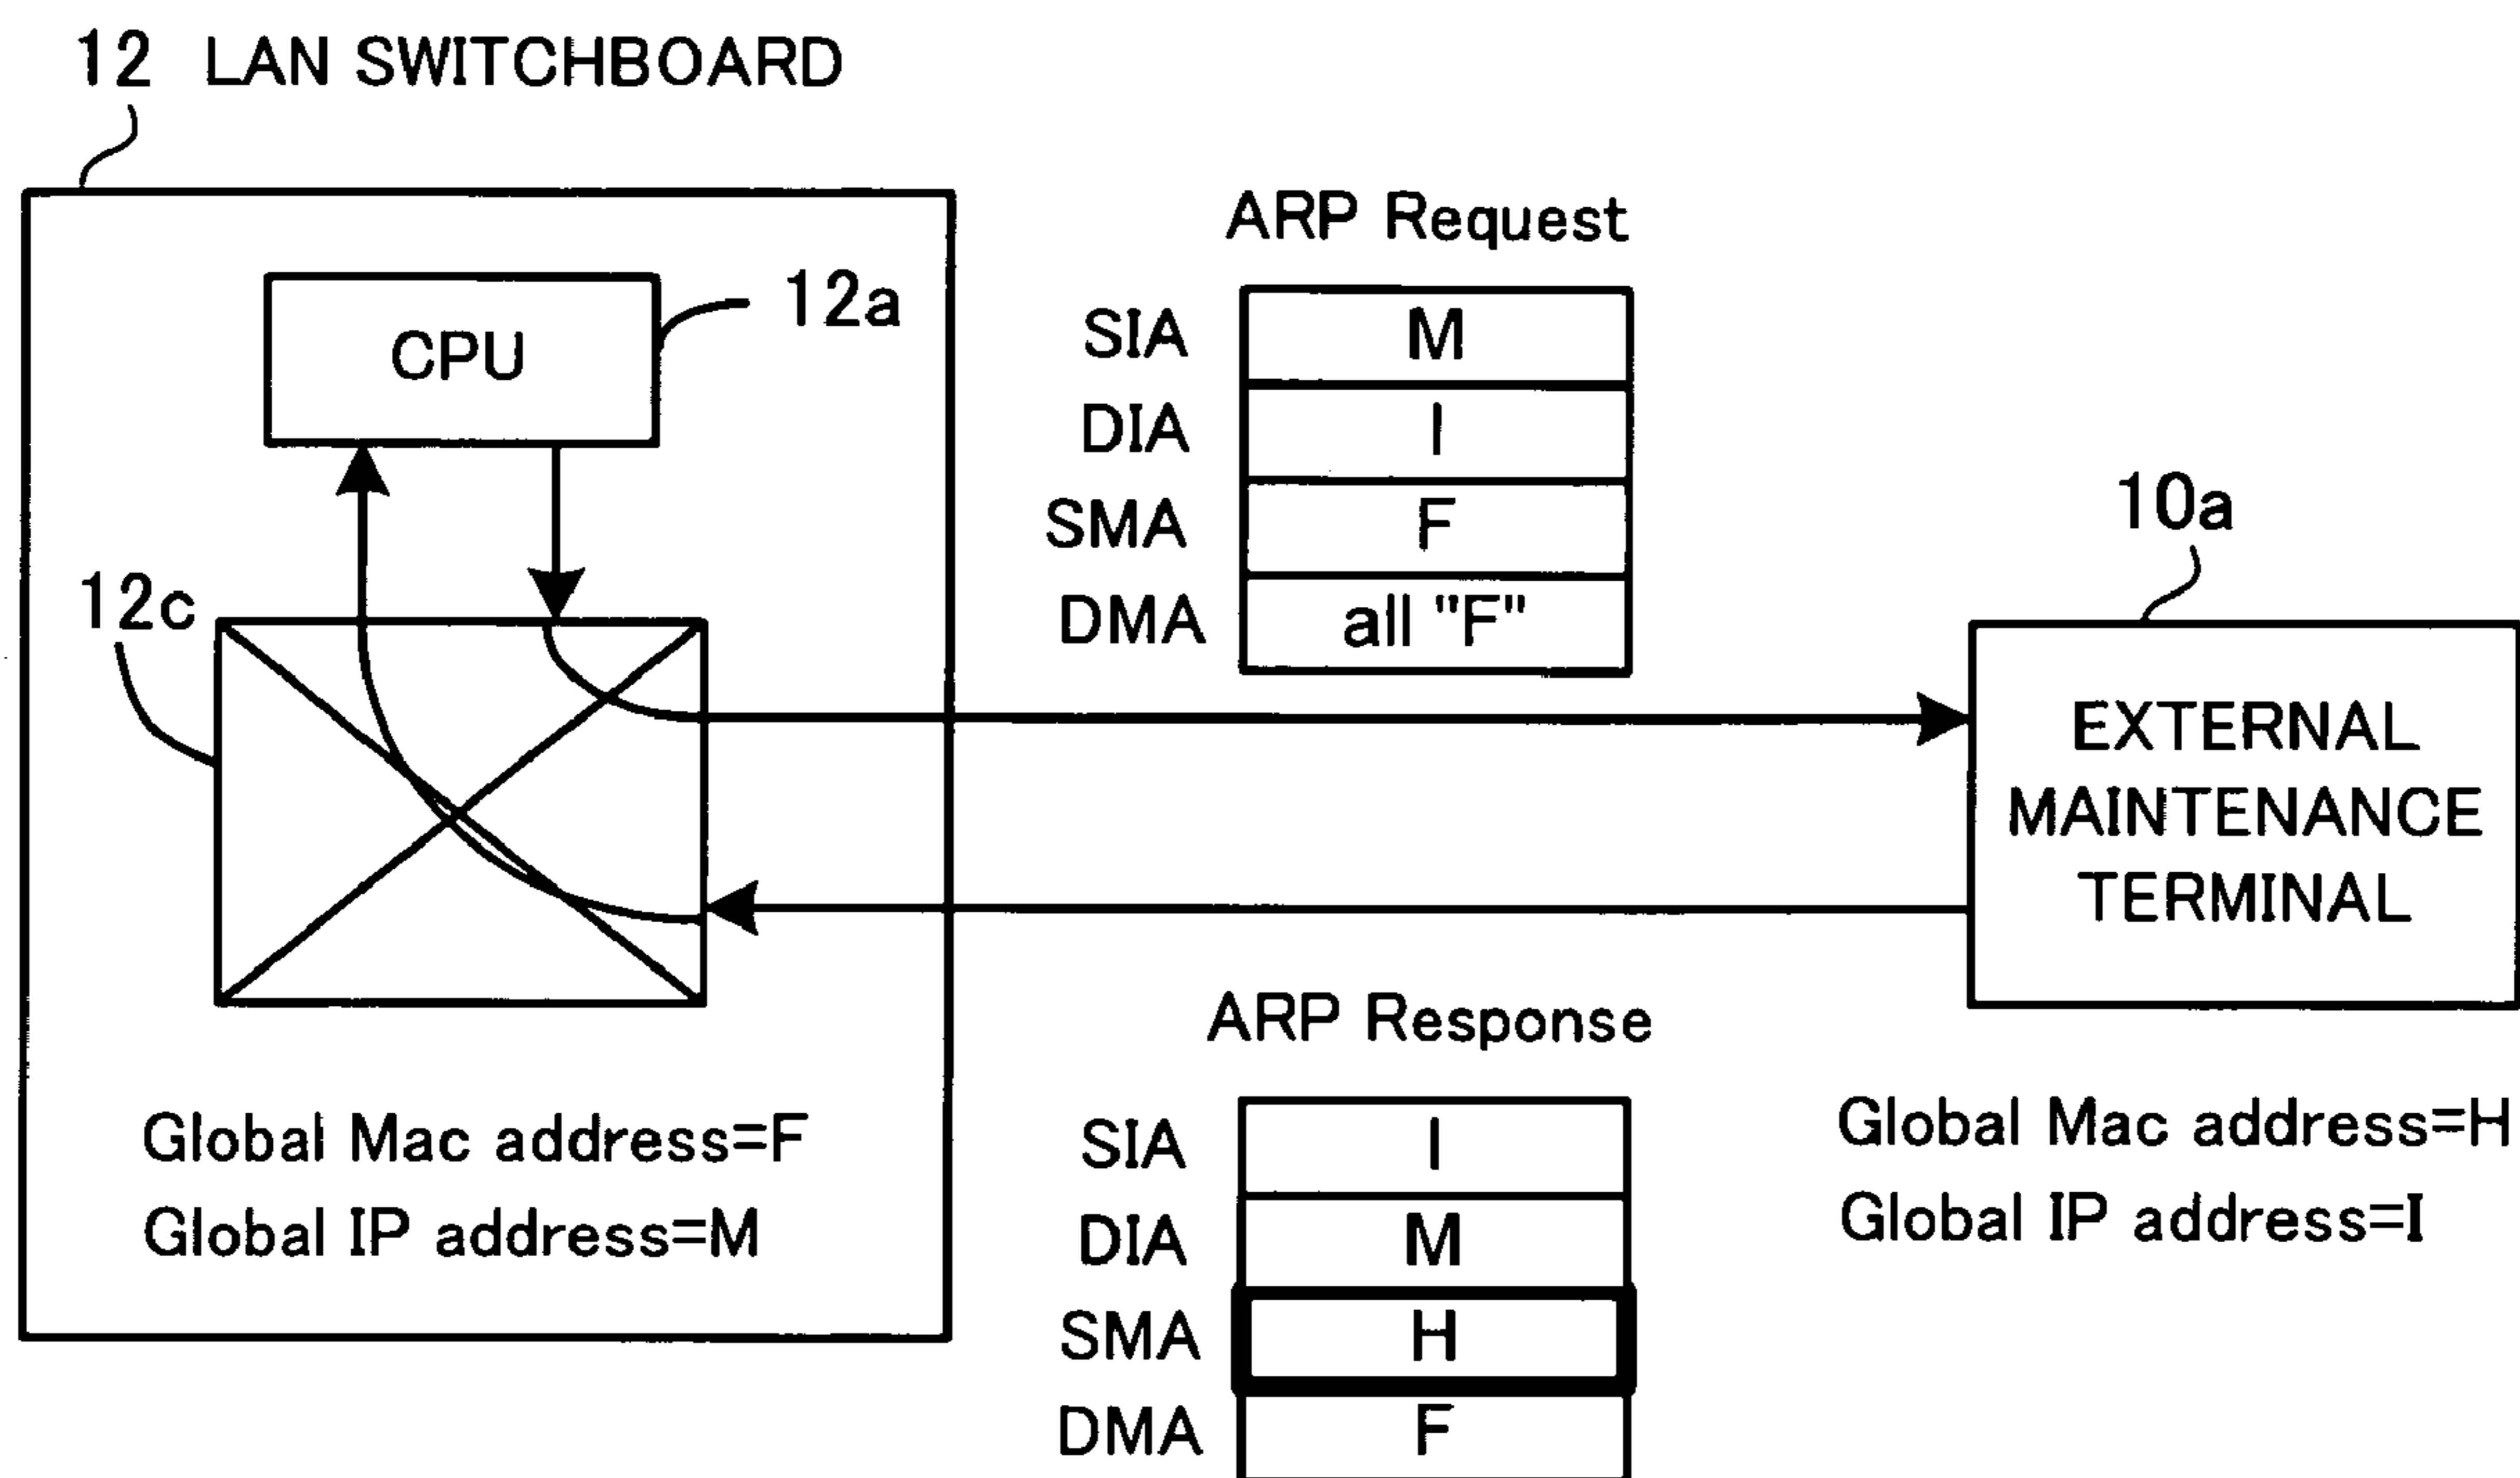 12 LAN SWITCHBOARD
CPU
12a
12c
Global Mac address=F
Global IP address=M
ARP Request
SIA M
DIA I
SMA F
DMA all "F"
10a
EXTERNAL
MAINTENANCE
TERMINAL
ARP Response
SIA I
DIA M
SMA H
DMA F
Global Mac address=H
Global IP address=I